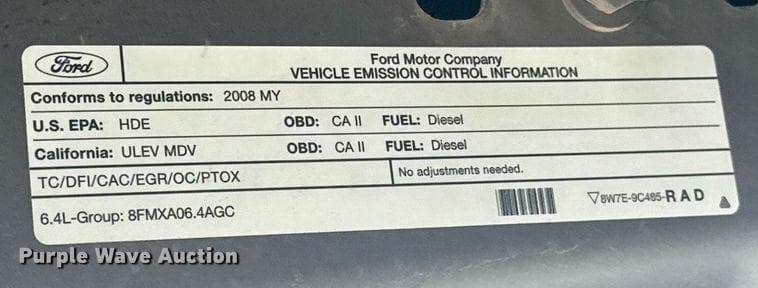 Ford
Ford Motor Company
VEHICLE EMISSION CONTROL INFORMATION
Conforms to regulations: 2008 MY
U.S. EPA: HDE OBD: CA II FUEL: Diesel
California: ULEV MDV OBD: CA II FUEL: Diesel
TC/DFI/CAC/EGR/OC/PTOX
No adjustments needed.
6.4L-Group: 8FMXA06.4AGC
8W7E-9C485-RAD
Purple Wave Auction